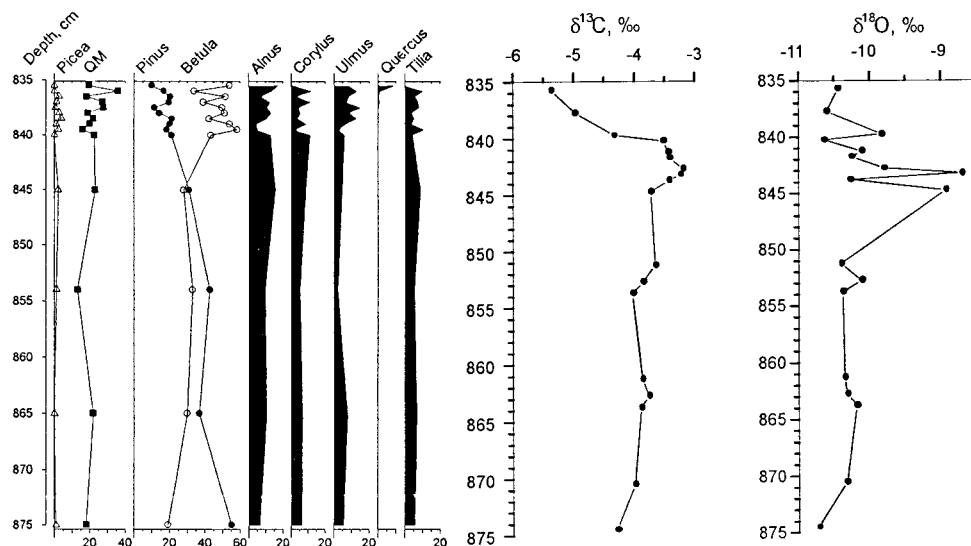 Depth, cm
Picea
QM
Pinus
Betula
Alnus
Corylus
Ulmus
Quercus
Tilia
835
840
845
850
855
860
865
870
875
20 40
20 40 60
20
20
20
20
δ¹³C, ‰
-6 -5 -4 -3
835
840
845
850
855
860
865
870
875
δ¹⁸O, ‰
-11 -10 -9
835
840
845
850
855
860
865
870
875